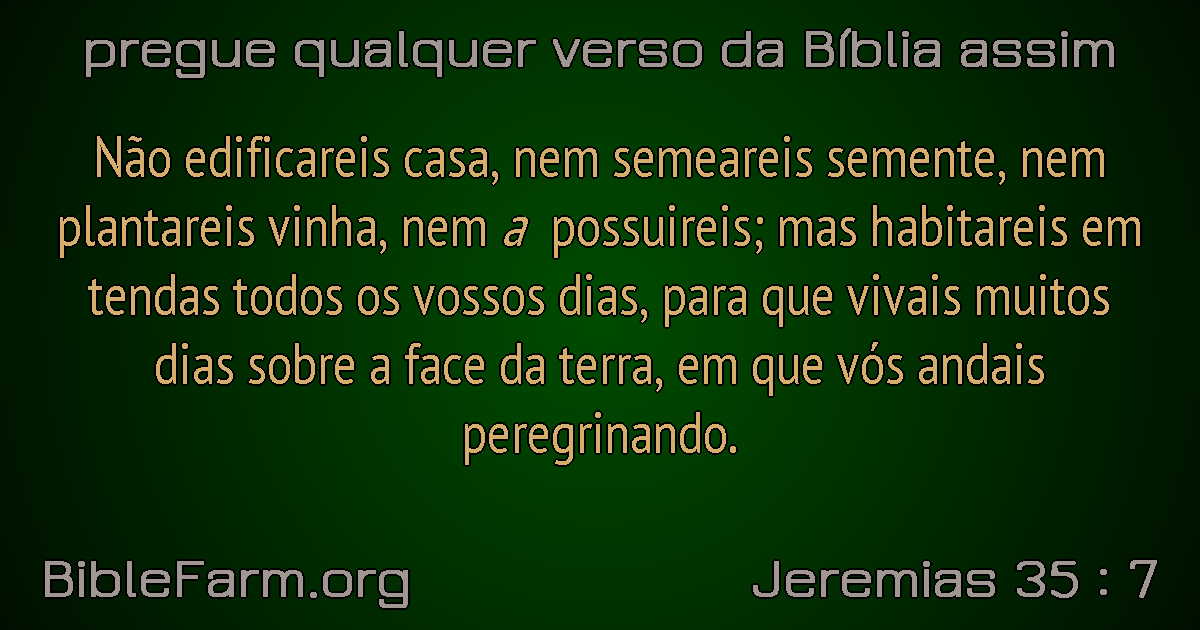 pregue qualquer verso da Bíblia assim
Não edificareis casa, nem semeareis semente, nem
plantareis vinha, nem a possuireis; mas habitareis em
tendas todos os vossos dias, para que vivais muitos
dias sobre a face da terra, em que vós andais
peregrinando.
BibleFarm.org
Jeremias 35 : 7